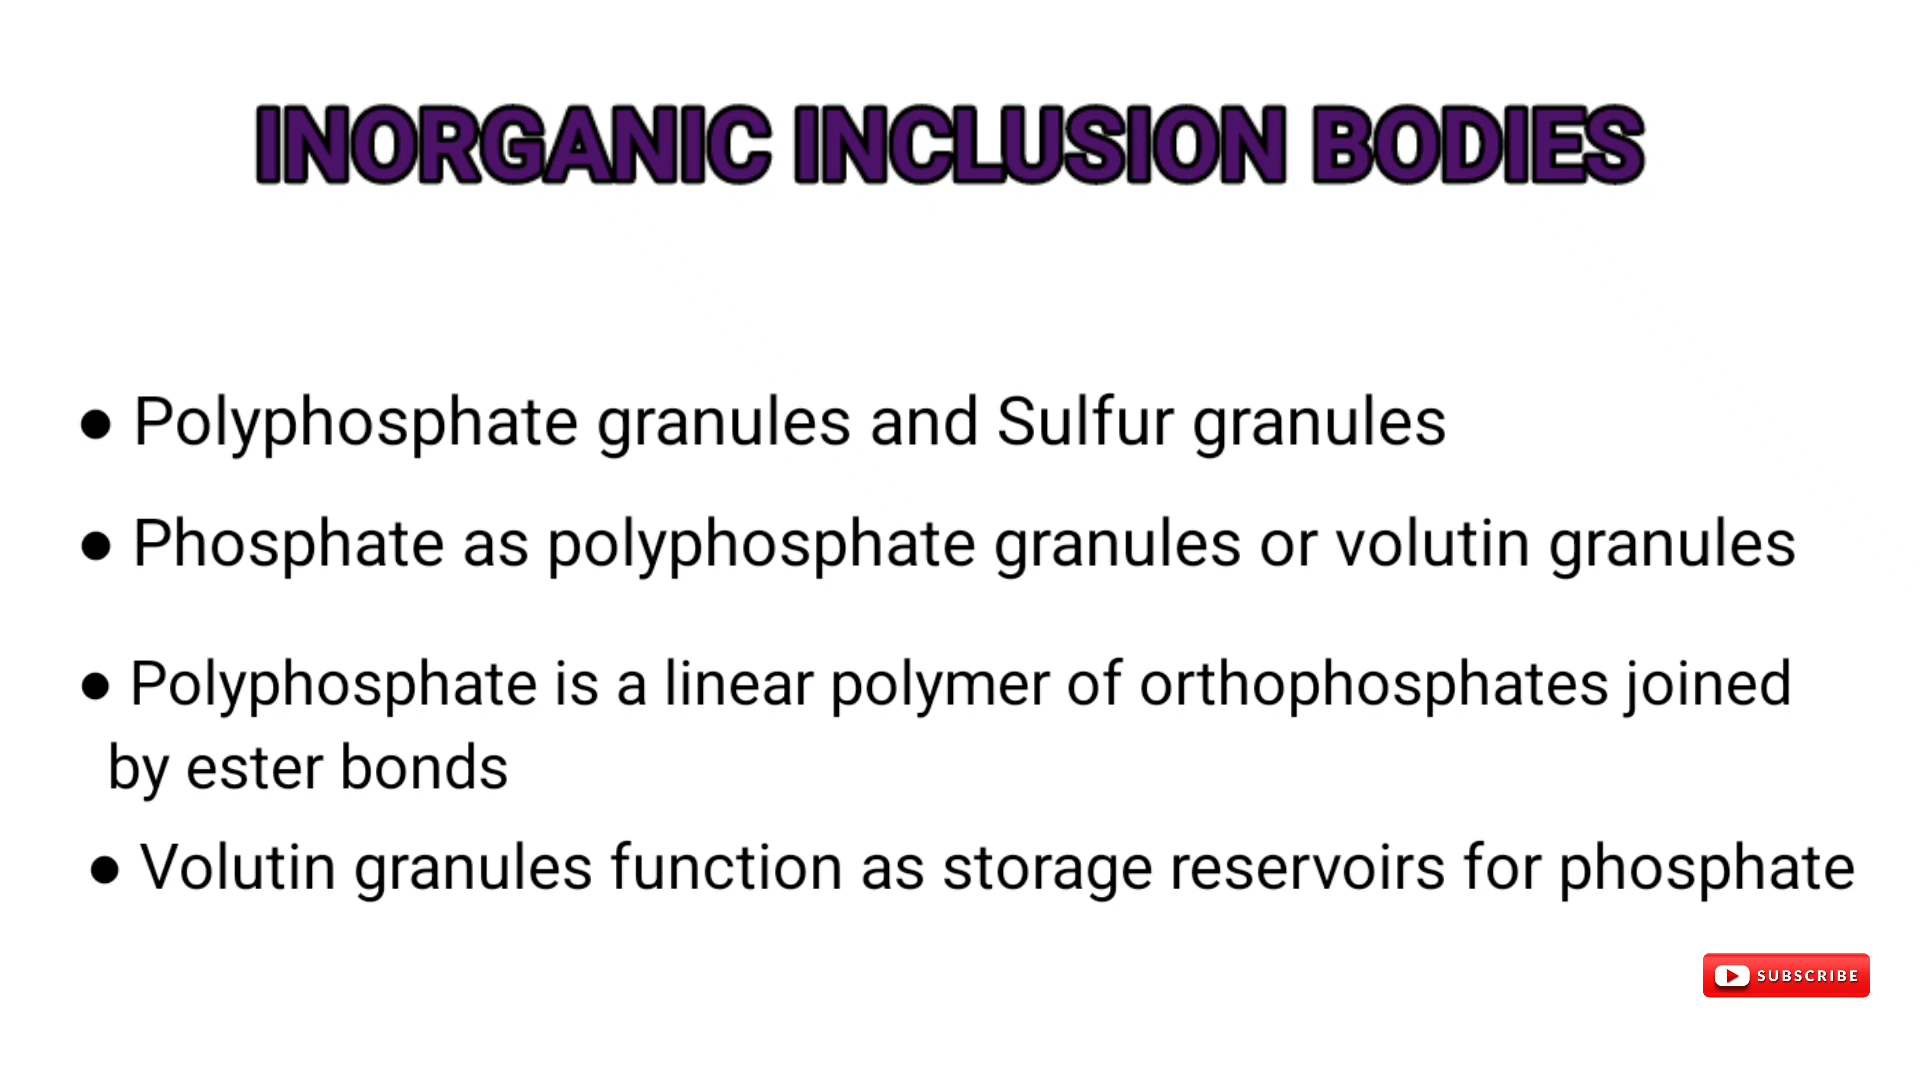 INORGANIC INCLUSION BODIES
● Polyphosphate granules and Sulfur granules
● Phosphate as polyphosphate granules or volutin granules
● Polyphosphate is a linear polymer of orthophosphates joined
by ester bonds
● Volutin granules function as storage reservoirs for phosphate
SUBSCRIBE